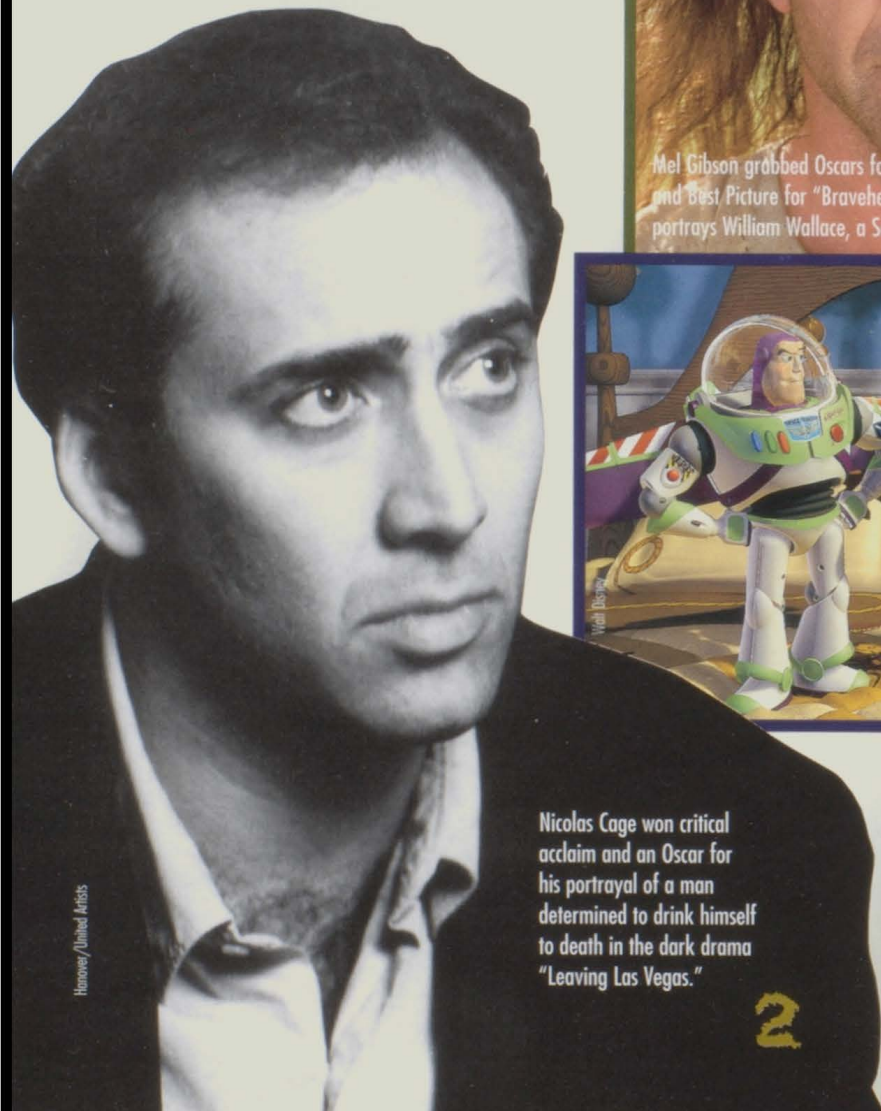 Mel Gibson grabbed Oscars
and Best Picture for
portrays William Wallace, a
Walt Disney
Nicolas Cage won critical
acclaim and an Oscar for
his portrayal of a man
determined to drink himself
to death in the dark drama
"Leaving Las Vegas."
Hanover/United Artists
2